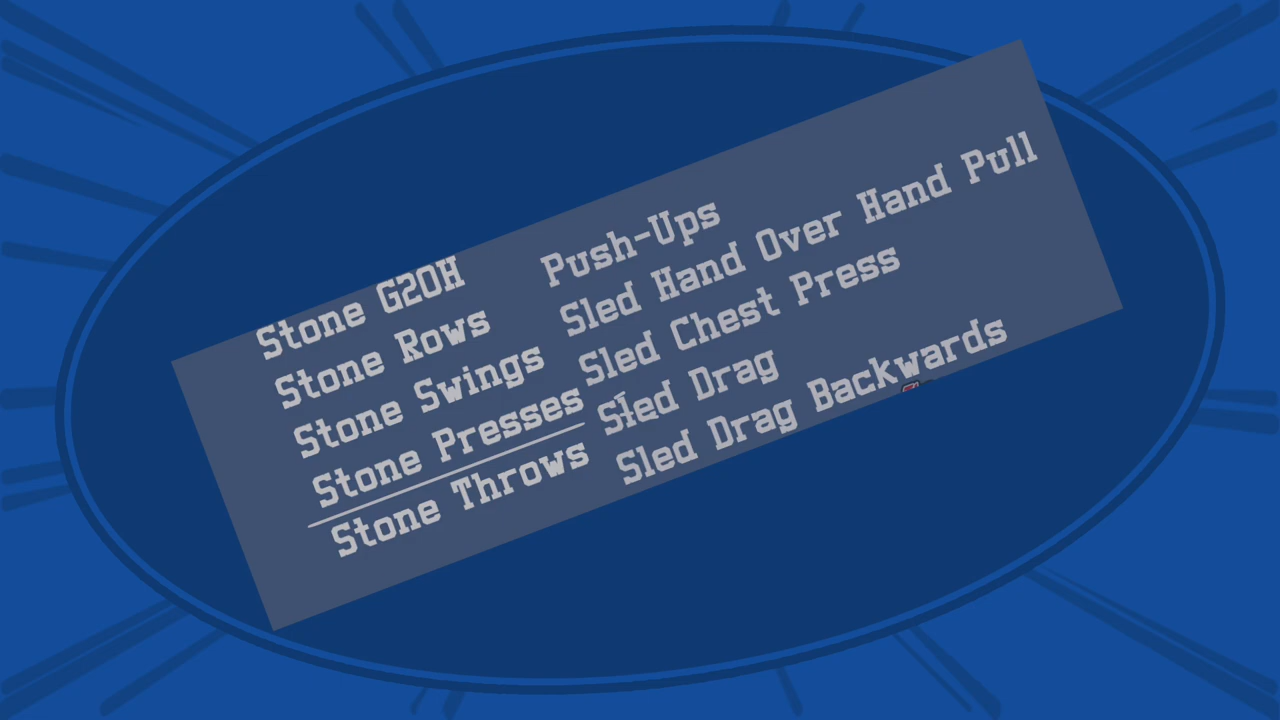 Stone G2OH
Stone Rows
Stone Swings
Stone Presses
Stone Throws
Push-Ups
Sled Hand Over Hand Pull
Sled Chest Press
Sled Drag
Sled Drag Backwards